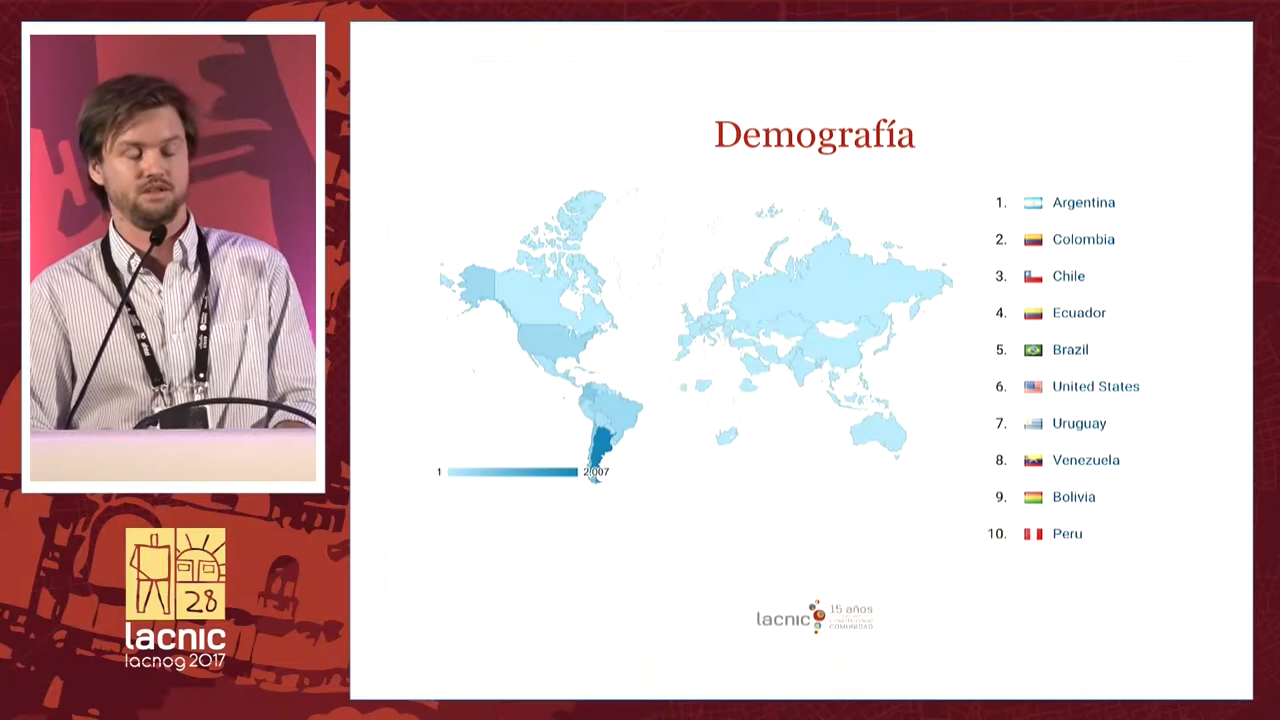 Demografía
1. Argentina
2. Colombia
3. Chile
4. Ecuador
5. Brazil
6. United States
7. Uruguay
8. Venezuela
9. Bolivia
10. Peru
1
2,007
lacnic
15 años
COMUNIDAD
28
lacnic
lacnog 2017